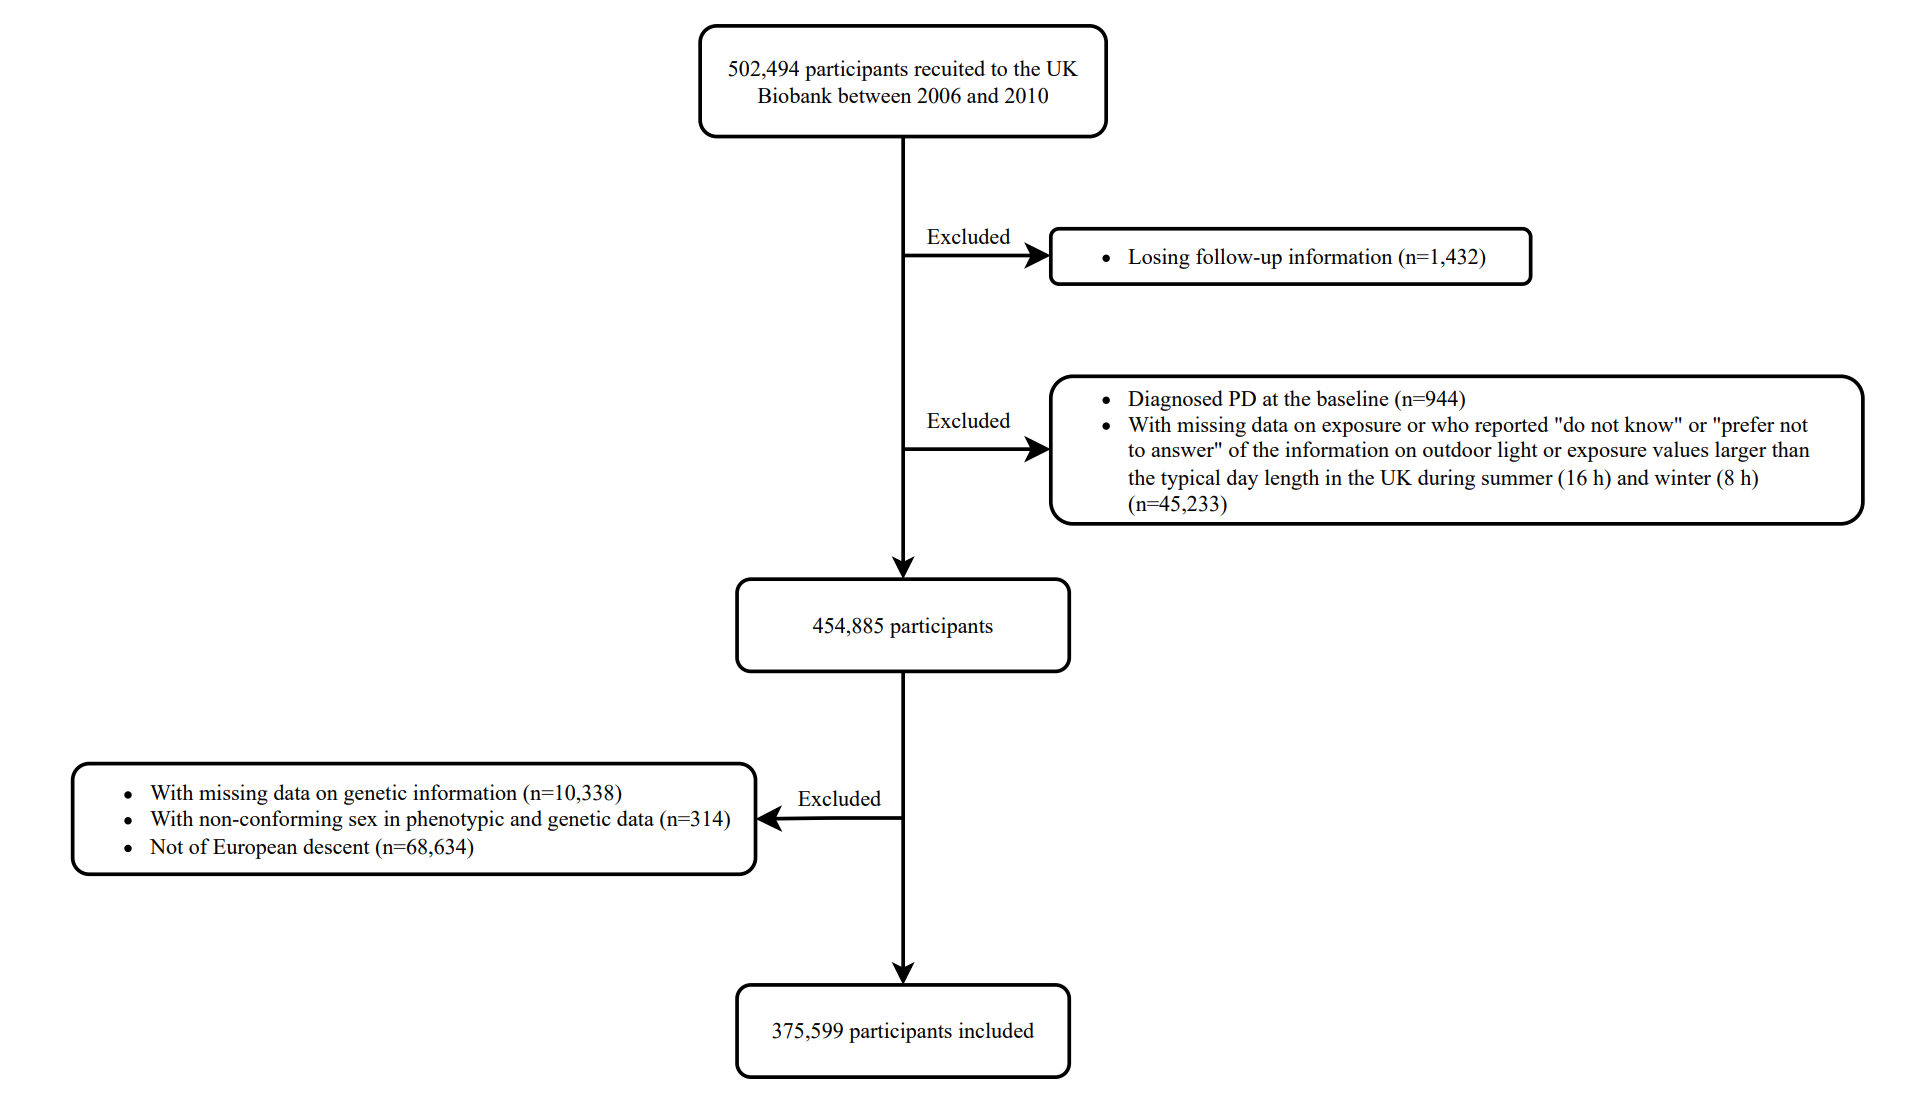 502,494 participants recuited to the UK
Biobank between 2006 and 2010
Excluded
• Losing follow-up information (n=1,432)
Excluded
• Diagnosed PD at the baseline (n=944)
• With missing data on exposure or who reported "do not know" or "prefer not
to answer" of the information on outdoor light or exposure values larger than
the typical day length in the UK during summer (16 h) and winter (8 h)
(n=45,233)
454,885 participants
Excluded
• With missing data on genetic information (n=10,338)
• With non-conforming sex in phenotypic and genetic data (n=314)
• Not of European descent (n=68,634)
375,599 participants included